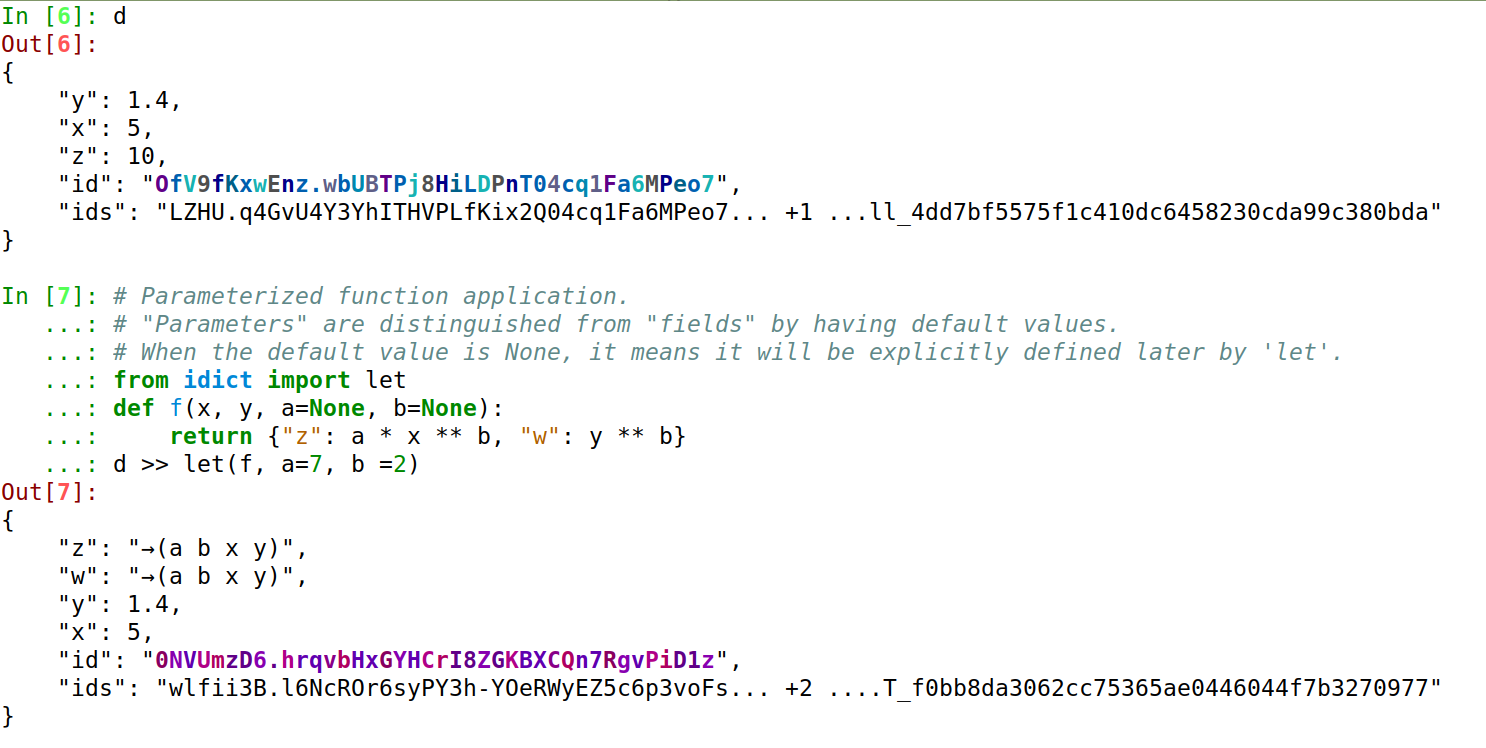 In [6]: d
Out[6]:
{
    "y": 1.4,
    "x": 5,
    "z": 10,
    "id": "OfV9fKxwEnz.wbUBTPj8HiLDPnT04cq1Fa6MPeo7",
    "ids": "LZHU.q4GvU4Y3YhITHVPLfKix2Q04cq1Fa6MPeo7... +1 ...ll_4dd7bf5575f1c410dc6458230cda99c380bda"
}
In [7]: # Parameterized function application.
   ...: # "Parameters" are distinguished from "fields" by having default values.
   ...: # When the default value is None, it means it will be explicitly defined later by 'let'.
   ...: from idict import let
   ...: def f(x, y, a=None, b=None):
   ...:     return {"z": a * x ** b, "w": y ** b}
   ...: d >> let(f, a=7, b =2)
Out[7]:
{
    "z": "→(a b x y)",
    "w": "→(a b x y)",
    "y": 1.4,
    "x": 5,
    "id": "0NVUmzD6.hrqvbHxGYHCrI8ZGKBXCQn7RgvPiD1z",
    "ids": "wlfii3B.l6NcROr6syPY3h-YOeRWyEZ5c6p3voFs... +2 ....T_f0bb8da3062cc75365ae0446044f7b3270977"
}